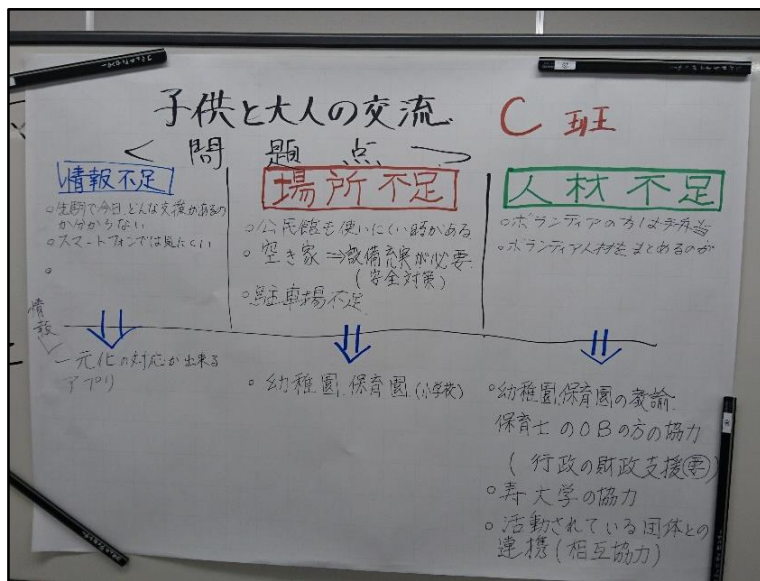 子供と大人の交流 C班
＜問題点＞
情報不足
で今日、どんな支援があるの
か分からない
○スマートフォンでは見にくい
○
場所不足
○公民館も使いにくい時がある
○空き家⇒設備充実が必要
(安全対策)
○駐車場不足
人材不足
○ボランティアの方は手弁当
○ボランティア人材をまとめるのが
情報
一元化の対応が出来る
アプリ
○幼稚園、保育園(小学校)
○幼稚園、保育園の教諭、
保育士のOBの方の協力
(行政の財政支援要)
○寿大学の協力
○活動されている団体との
連携(相互協力)